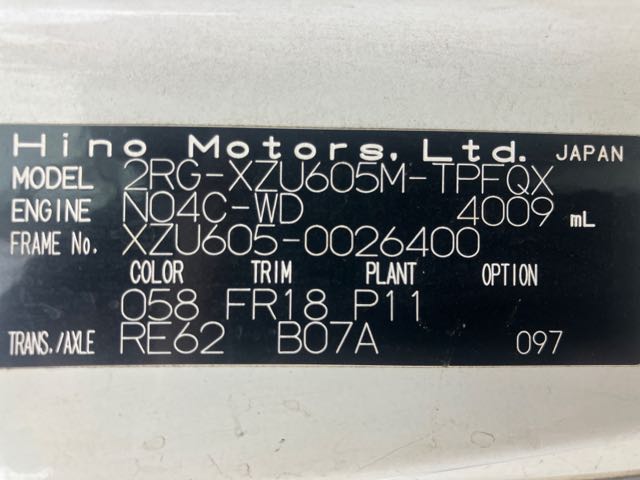 Hino Motors, Ltd. JAPAN
MODEL 2RG-XZU605M-TPFQX
ENGINE N04C-WD 4009 mL
FRAME No. XZU605-0026400
COLOR TRIM PLANT OPTION
058 FR18 P11
TRANS./AXLE RE62 B07A 097